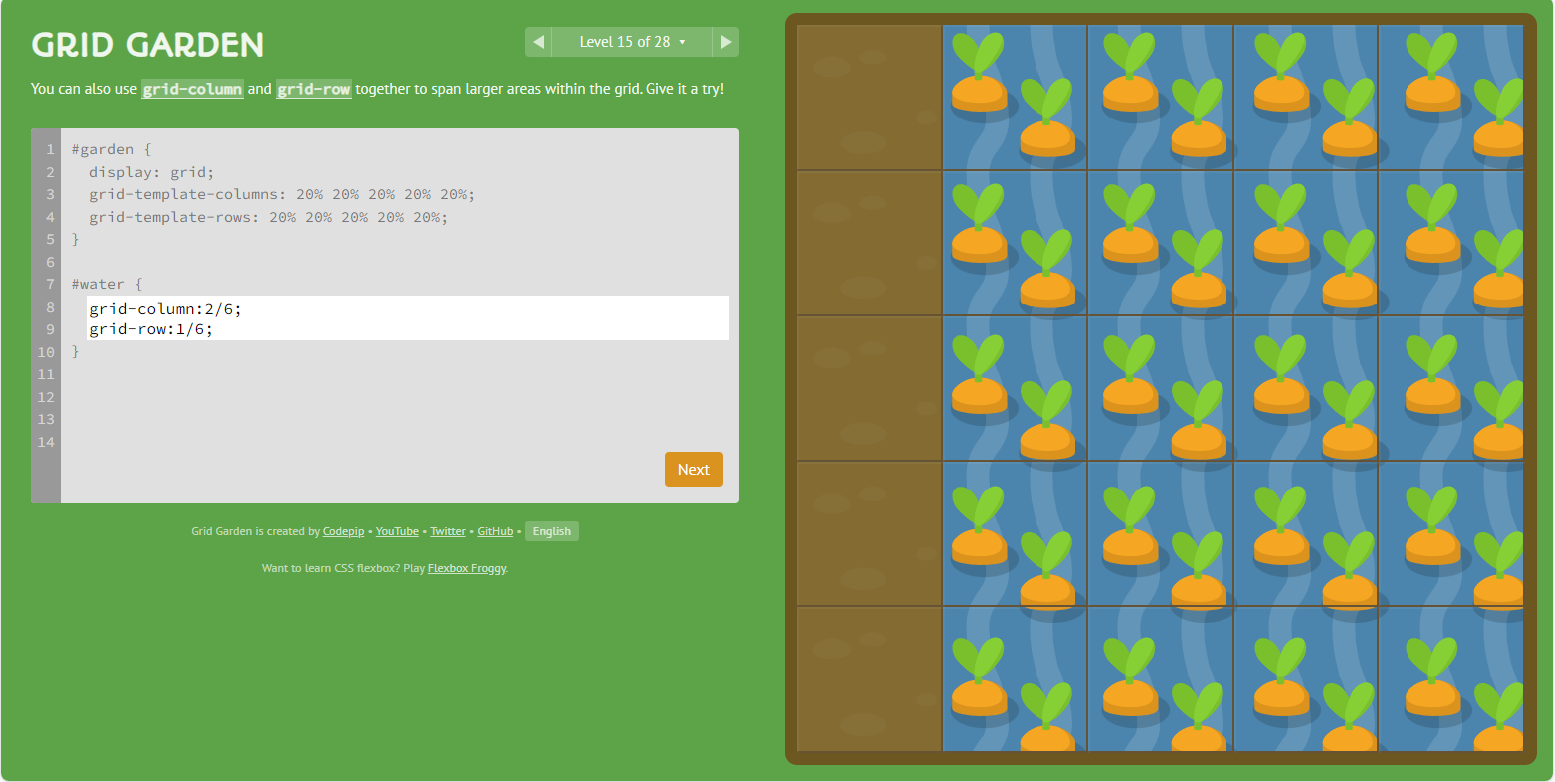 GRID GARDEN
◀ Level 15 of 28 ▾ ▶
You can also use grid-column and grid-row together to span larger areas within the grid. Give it a try!
1 #garden {
2   display: grid;
3   grid-template-columns: 20% 20% 20% 20% 20%;
4   grid-template-rows: 20% 20% 20% 20% 20%;
5 }
6
7 #water {
8   grid-column:2/6;
9   grid-row:1/6;
10 }
11
12
13
14
Next
Grid Garden is created by Codepip • YouTube • Twitter • GitHub • English
Want to learn CSS flexbox? Play Flexbox Froggy.